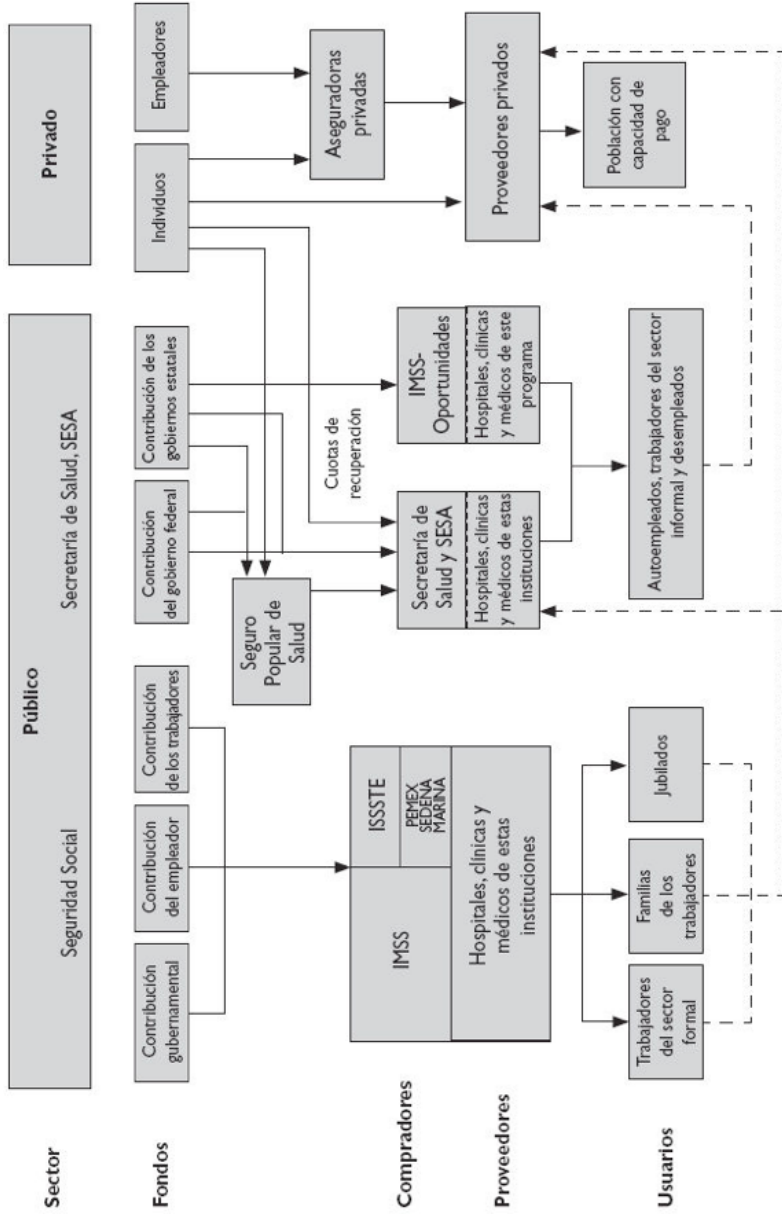 Sector
Público
Seguridad Social
Secretaría de Salud, SESA
Privado
Fondos
Contribución
gubernamental
Contribución
del empleador
Contribución
de los trabajadores
Contribución
del gobierno federal
Contribución de los
gobiernos estatales
Individuos
Empleadores
Seguro
Popular de
Salud
Cuotas de
recuperación
Aseguradoras
privadas
Compradores
IMSS
ISSSTE
PEMEX
SEDENA
MARINA
Secretaría de
Salud y SESA
IMSS-
Oportunidades
Proveedores
Hospitales, clínicas y
médicos de estas
instituciones
Hospitales, clínicas
y médicos de estas
instituciones
Hospitales, clínicas
y médicos de este
programa
Proveedores privados
Usuarios
Trabajadores
del sector
formal
Familias
de los
trabajadores
Jubilados
Autoempleados, trabajadores del sector
informal y desempleados
Población con
capacidad de
pago